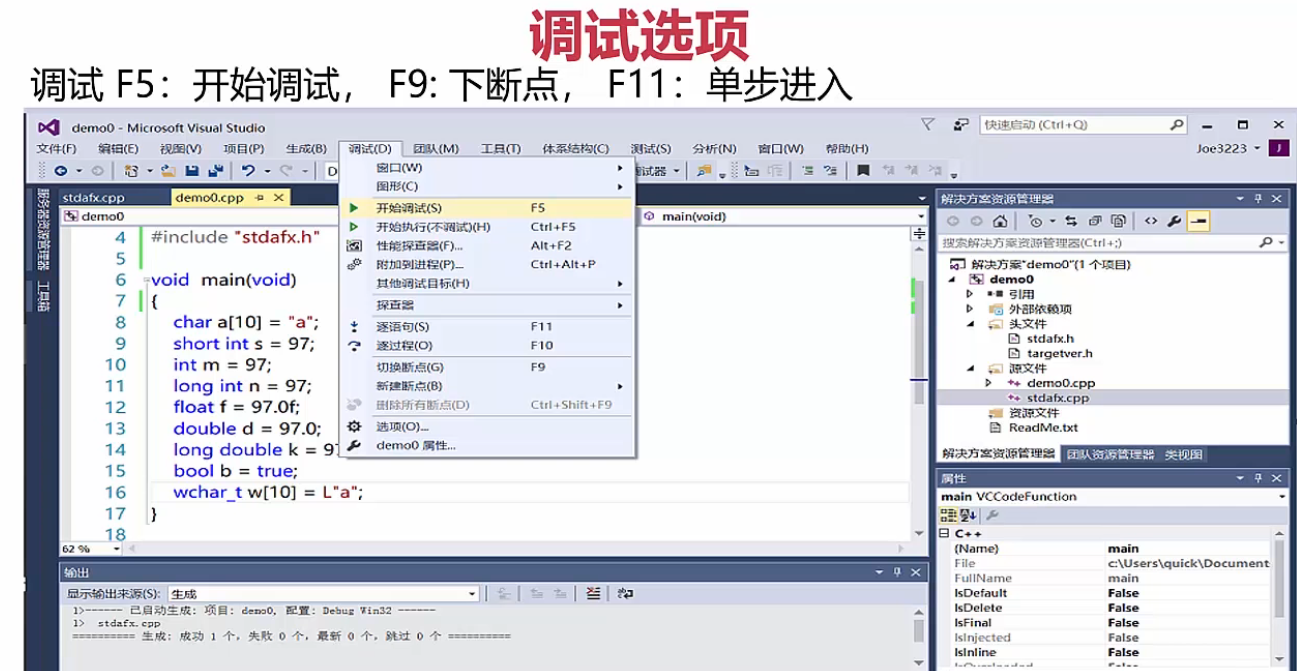 调试选项
调试 F5：开始调试， F9: 下断点， F11：单步进入
demo0 - Microsoft Visual Studio
快速启动 (Ctrl+Q)
文件(F) 编辑(E) 视图(V) 项目(P) 生成(B) 调试(D) 团队(M) 工具(T) 体系结构(C) 测试(S) 分析(N) 窗口(W) 帮助(H)
Joe3223 J
服务器资源管理器
工具箱
stdafx.cpp demo0.cpp
demo0
main(void)
窗口(W)
图形(C)
开始调试(S) F5
开始执行(不调试)(H) Ctrl+F5
性能探查器(F)... Alt+F2
附加到进程(P)... Ctrl+Alt+P
其他调试目标(H)
探查器
逐语句(S) F11
逐过程(O) F10
切换断点(G) F9
新建断点(B)
删除所有断点(D) Ctrl+Shift+F9
选项(O)...
demo0 属性...
4 #include "stdafx.h"
5
6 void main(void)
7 {
8 char a[10] = "a";
9 short int s = 97;
10 int m = 97;
11 long int n = 97;
12 float f = 97.0f;
13 double d = 97.0;
14 long double k = 97
15 bool b = true;
16 wchar_t w[10] = L"a";
17 }
18
62 %
输出
显示输出来源(S): 生成
1>------ 已启动生成: 项目: demo0, 配置: Debug Win32 ------
1> stdafx.cpp
========== 生成: 成功 1 个，失败 0 个，最新 0 个，跳过 0 个 ==========
解决方案资源管理器
搜索解决方案资源管理器(Ctrl+;)
解决方案"demo0"(1 个项目)
demo0
引用
外部依赖项
头文件
stdafx.h
targetver.h
源文件
demo0.cpp
stdafx.cpp
资源文件
ReadMe.txt
解决方案资源管理器 团队资源管理器 类视图
属性
main VCCodeFunction
C++
(Name) main
File c:\Users\quick\Document
FullName main
IsDefault False
IsDelete False
IsFinal False
IsInjected False
IsInline False